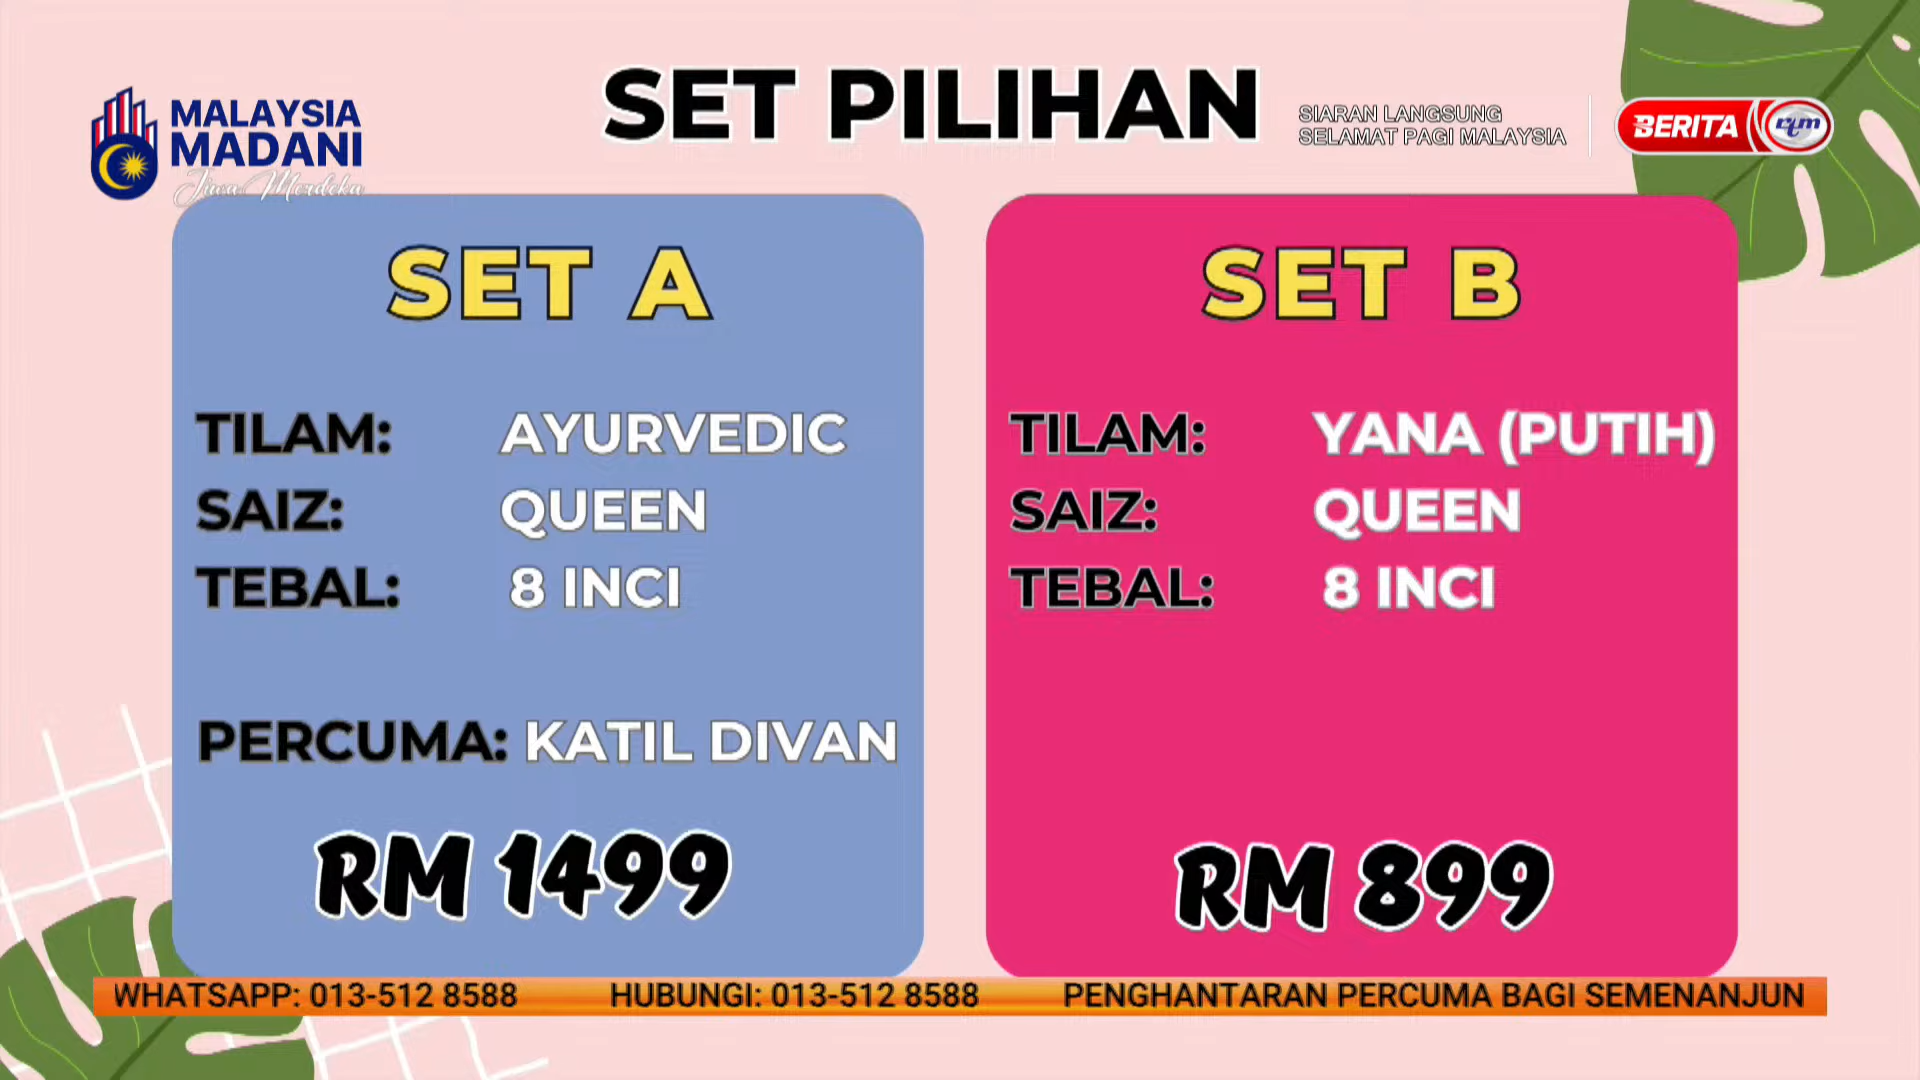 MALAYSIA
MADANI
Jiwa Merdeka
SET PILIHAN
SIARAN LANGSUNG
SELAMAT PAGI MALAYSIA
BERITA rtm
SET A
TILAM: AYURVEDIC
SAIZ: QUEEN
TEBAL: 8 INCI
PERCUMA: KATIL DIVAN
RM 1499
SET B
TILAM: YANA (PUTIH)
SAIZ: QUEEN
TEBAL: 8 INCI
RM 899
WHATSAPP: 013-512 8588 HUBUNGI: 013-512 8588 PENGHANTARAN PERCUMA BAGI SEMENANJUN